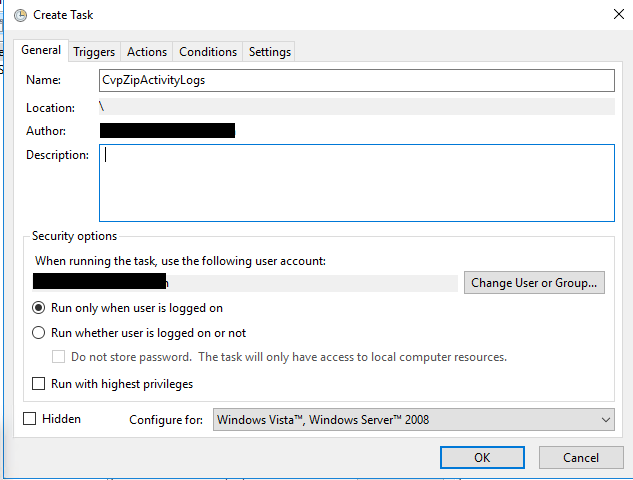 Create Task
General Triggers Actions Conditions Settings
Name: CvpZipActivityLogs
Location: \
Author:
Description:
Security options
When running the task, use the following user account:
Change User or Group...
Run only when user is logged on
Run whether user is logged on or not
Do not store password. The task will only have access to local computer resources.
Run with highest privileges
Hidden Configure for: Windows Vista™, Windows Server™ 2008
OK Cancel